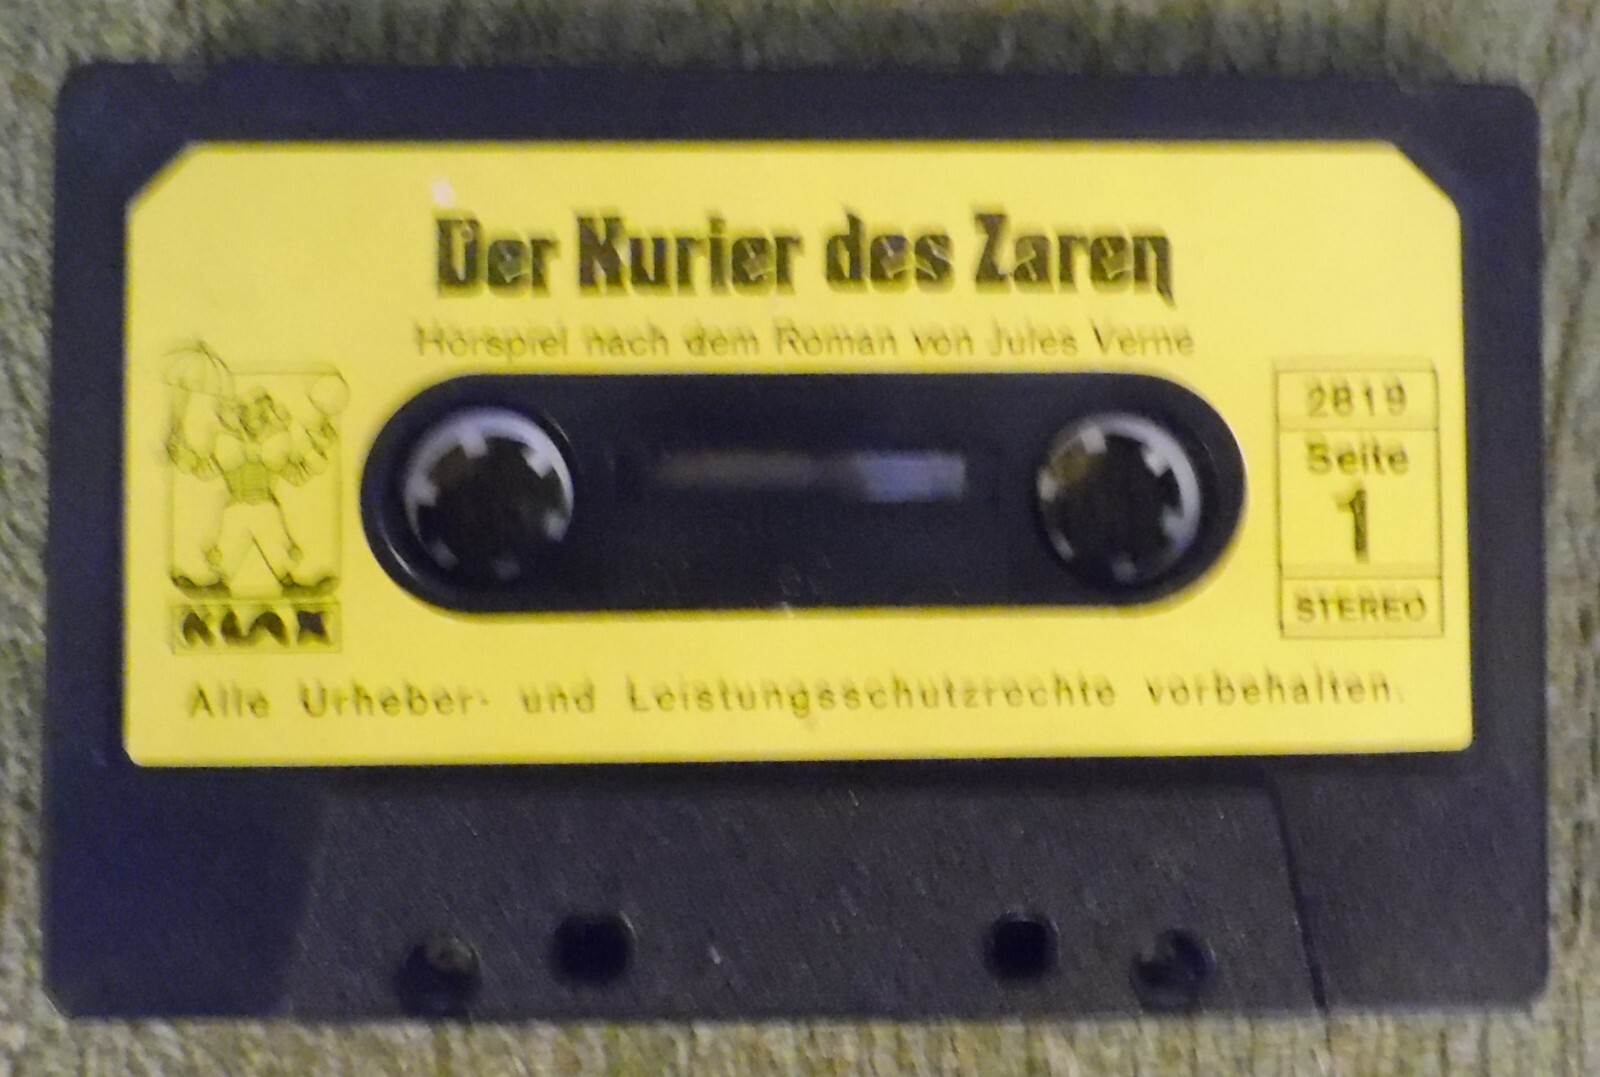 Der Kurier des Zaren
Hörspiel nach dem Roman von Jules Verne
2819
Seite
1
STEREO
KLAX
Alle Urheber- und Leistungsschutzrechte vorbehalten.